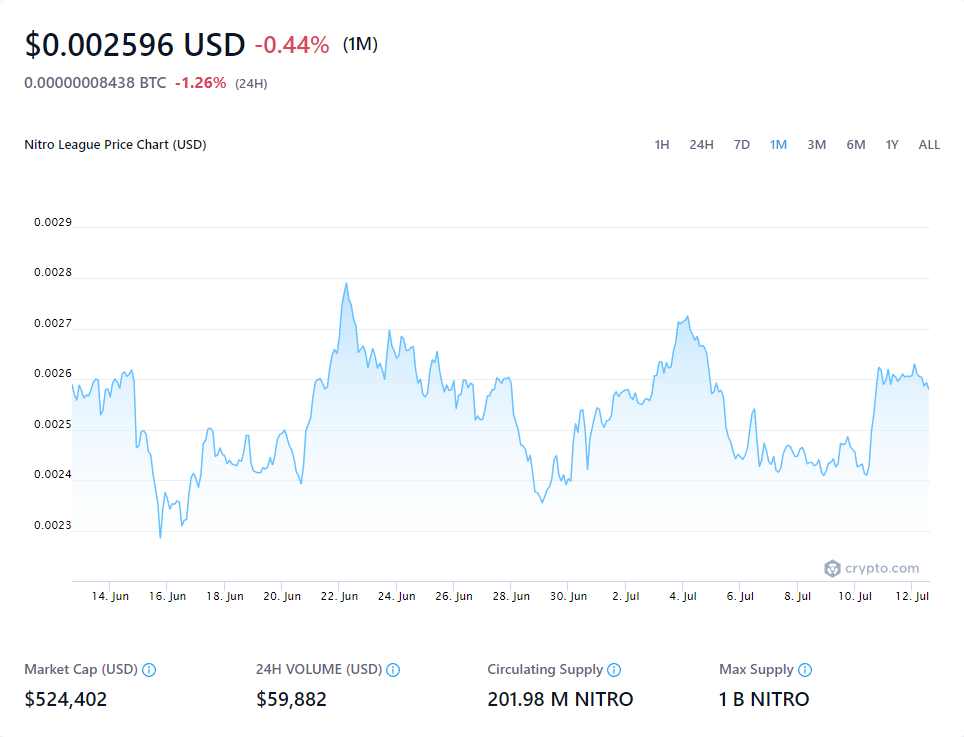 $0.002596 USD -0.44% (1M)
0.00000008438 BTC -1.26% (24H)
Nitro League Price Chart (USD) 1H 24H 7D 1M 3M 6M 1Y ALL
0.0029
0.0028
0.0027
0.0026
0.0025
0.0024
0.0023
crypto.com
14. Jun 16. Jun 18. Jun 20. Jun 22. Jun 24. Jun 26. Jun 28. Jun 30. Jun 2. Jul 4. Jul 6. Jul 8. Jul 10. Jul 12. Jul
Market Cap (USD) 24H VOLUME (USD) Circulating Supply Max Supply
$524,402 $59,882 201.98 M NITRO 1 B NITRO